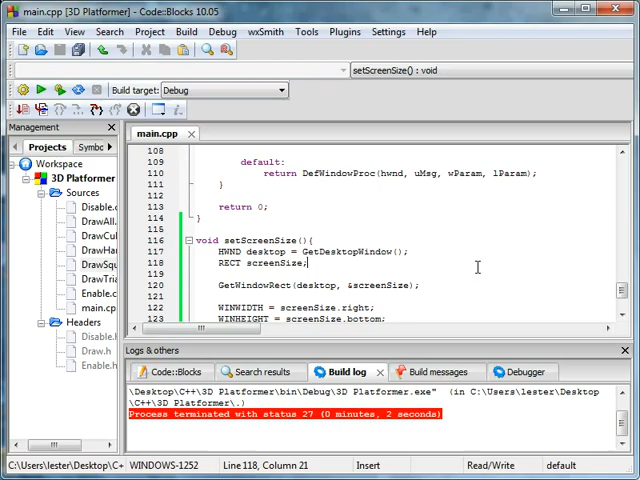 main.cpp [3D Platformer] - Code::Blocks 10.05
File Edit View Search Project Build Debug wxSmith Tools Plugins Settings Help
setScreenSize() : void
Build target: Debug
Management
main.cpp
Projects Symbo
Workspace
3D Platformer
Sources
Disable.c
DrawAll.
DrawCul
DrawHan
DrawSqu
DrawTria
Enable.c
main.cp
Headers
Disable.h
Draw.h
Enable.h
108
109 default:
110 return DefWindowProc(hwnd, uMsg, wParam, lParam);
111 }
112
113 return 0;
114 }
115
116 void setScreenSize(){
117 HWND desktop = GetDesktopWindow();
118 RECT screenSize;
119
120 GetWindowRect(desktop, &screenSize);
121
122 WINWIDTH = screenSize.right;
123 WINHEIGHT = screenSize.bottom;
Logs & others
Code::Blocks Search results Build log Build messages Debugger
\Desktop\C++\3D Platformer\bin\Debug\3D Platformer.exe" (in C:\Users\lester\Desktop
\C++\3D Platformer\.)
Process terminated with status 27 (0 minutes, 2 seconds)
C:\Users\lester\Desktop\C+ WINDOWS-1252 Line 118, Column 21 Insert Read/Write default